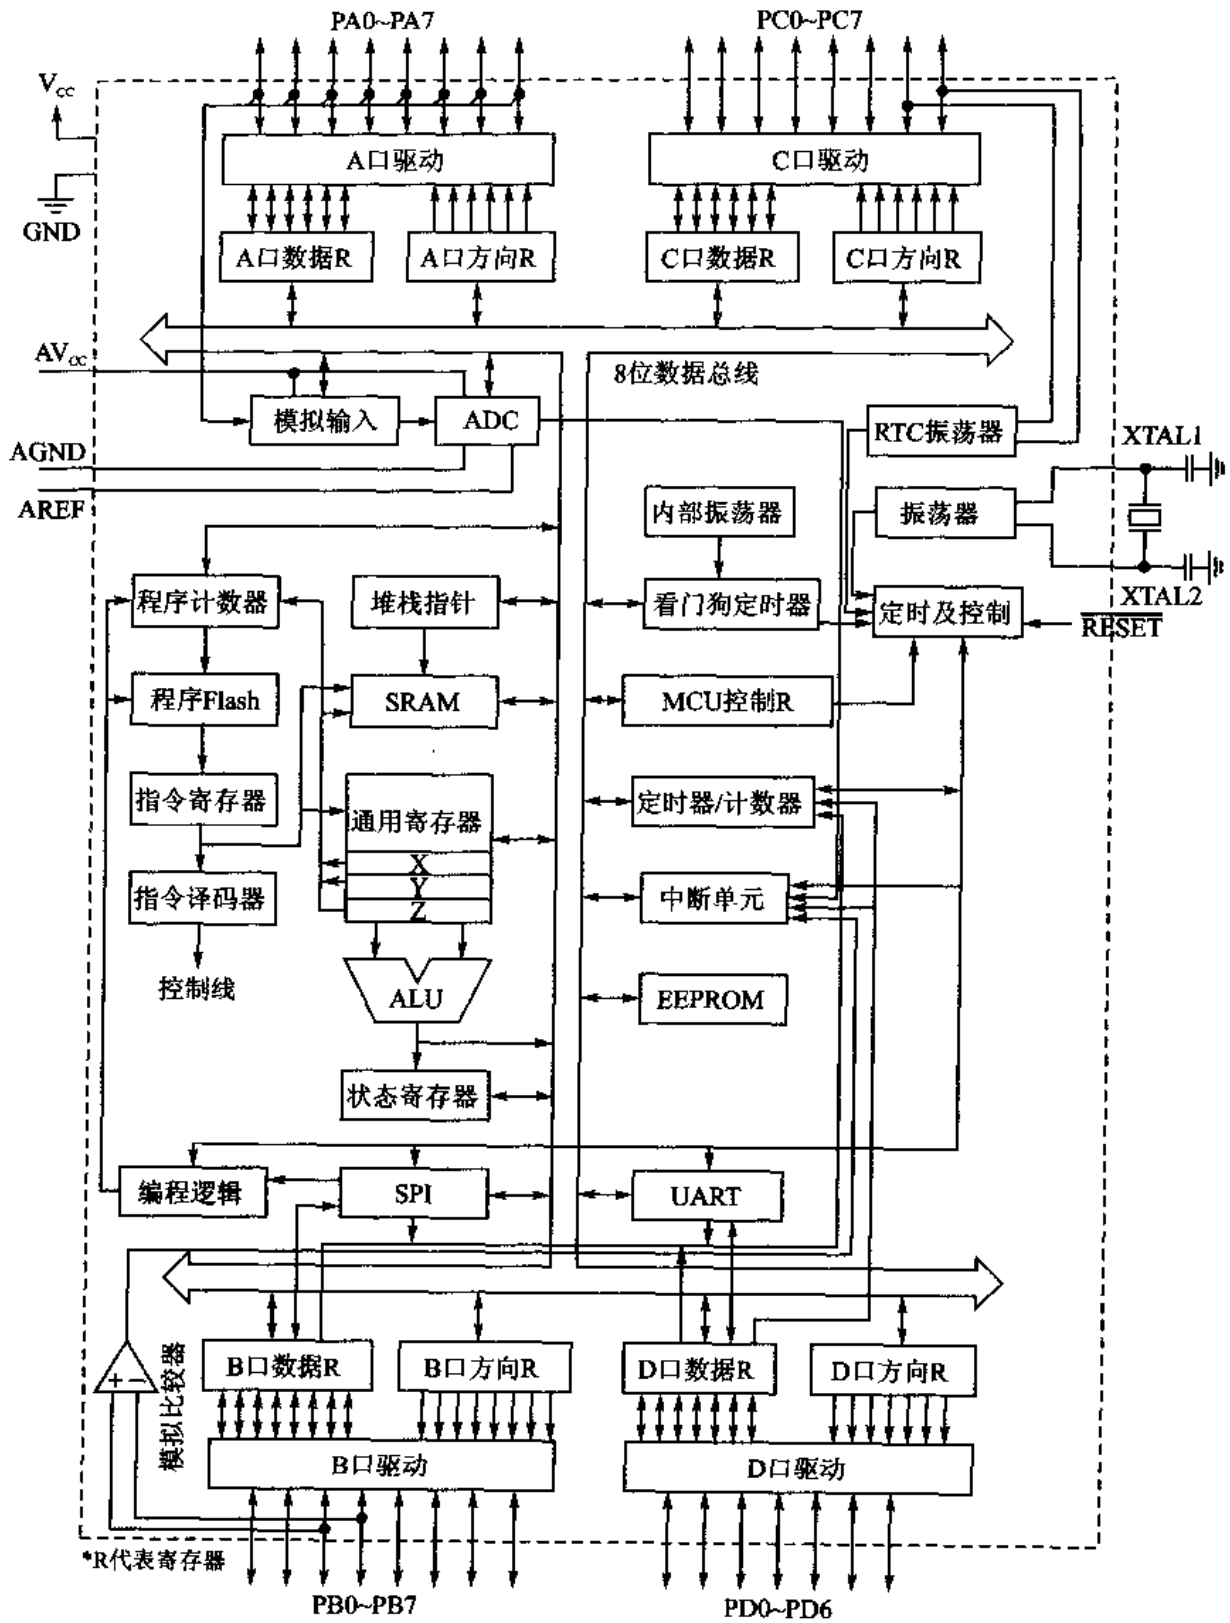 PA0~PA7
PC0~PC7
Vcc
A口驱动
C口驱动
GND
A口数据R
A口方向R
C口数据R
C口方向R
AVcc
8位数据总线
模拟输入
ADC
RTC振荡器
XTAL1
AGND
AREF
内部振荡器
振荡器
程序计数器
堆栈指针
看门狗定时器
定时及控制
XTAL2
RESET
程序Flash
SRAM
MCU控制R
指令寄存器
通用寄存器
定时器/计数器
X
Y
Z
指令译码器
中断单元
控制线
ALU
EEPROM
状态寄存器
编程逻辑
SPI
UART
+ −
模拟比较器
B口数据R
B口方向R
D口数据R
D口方向R
B口驱动
D口驱动
*R代表寄存器
PB0~PB7
PD0~PD6